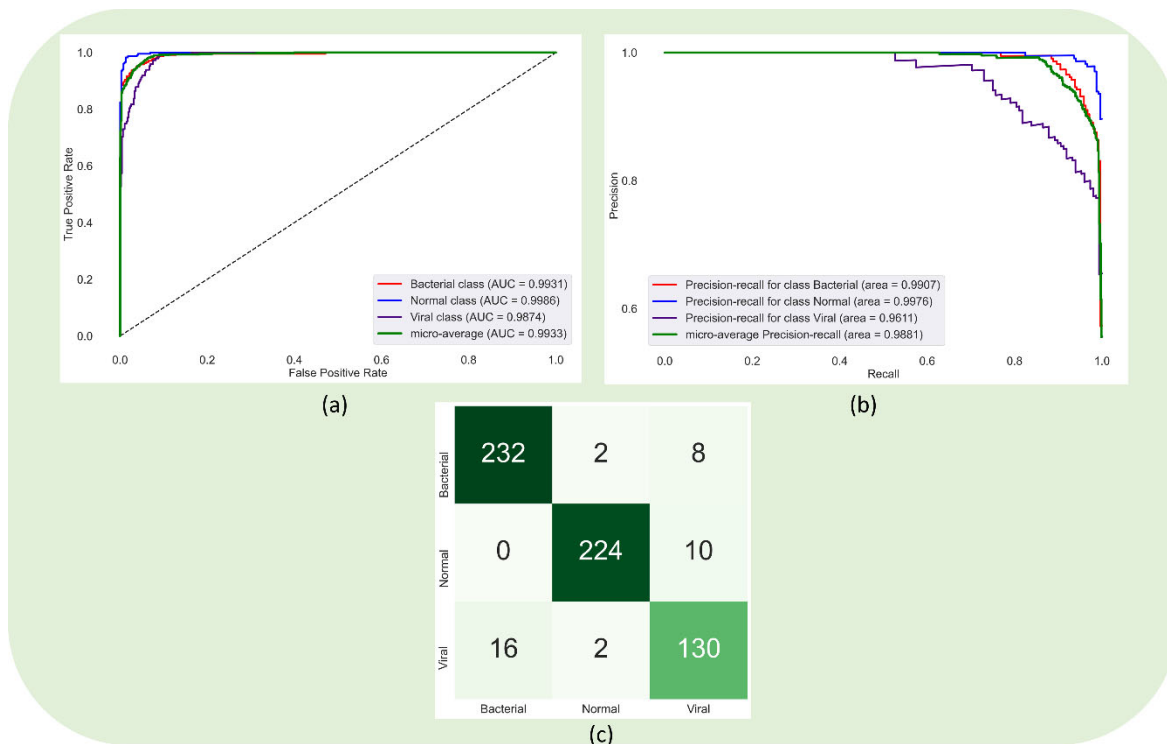 1.0
0.8
0.6
0.4
0.2
0.0
True Positive Rate
0.0
0.2
0.4
0.6
0.8
1.0
False Positive Rate
Bacterial class (AUC = 0.9931)
Normal class (AUC = 0.9986)
Viral class (AUC = 0.9874)
micro-average (AUC = 0.9933)
(a)
1.0
0.8
0.6
Precision
0.0
0.2
0.4
0.6
0.8
1.0
Recall
Precision-recall for class Bacterial (area = 0.9907)
Precision-recall for class Normal (area = 0.9976)
Precision-recall for class Viral (area = 0.9611)
micro-average Precision-recall (area = 0.9881)
(b)
Bacterial
232 2 8
Normal
0 224 10
Viral
16 2 130
Bacterial Normal Viral
(c)